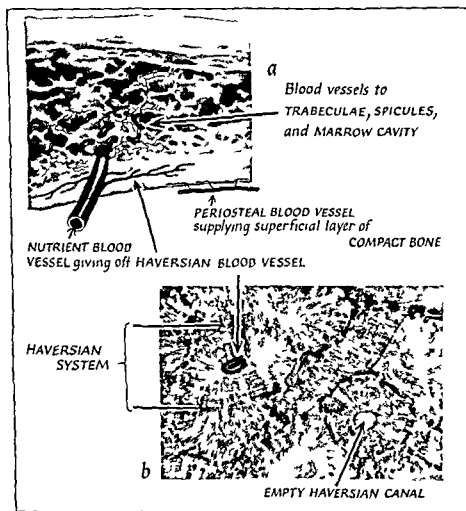 a
Blood vessels to
TRABECULAE, SPICULES,
and MARROW CAVITY
PERIOSTEAL BLOOD VESSEL
supplying superficial layer of
COMPACT BONE
NUTRIENT BLOOD
VESSEL giving off HAVERSIAN BLOOD VESSEL
HAVERSIAN
SYSTEM
b
EMPTY HAVERSIAN CANAL